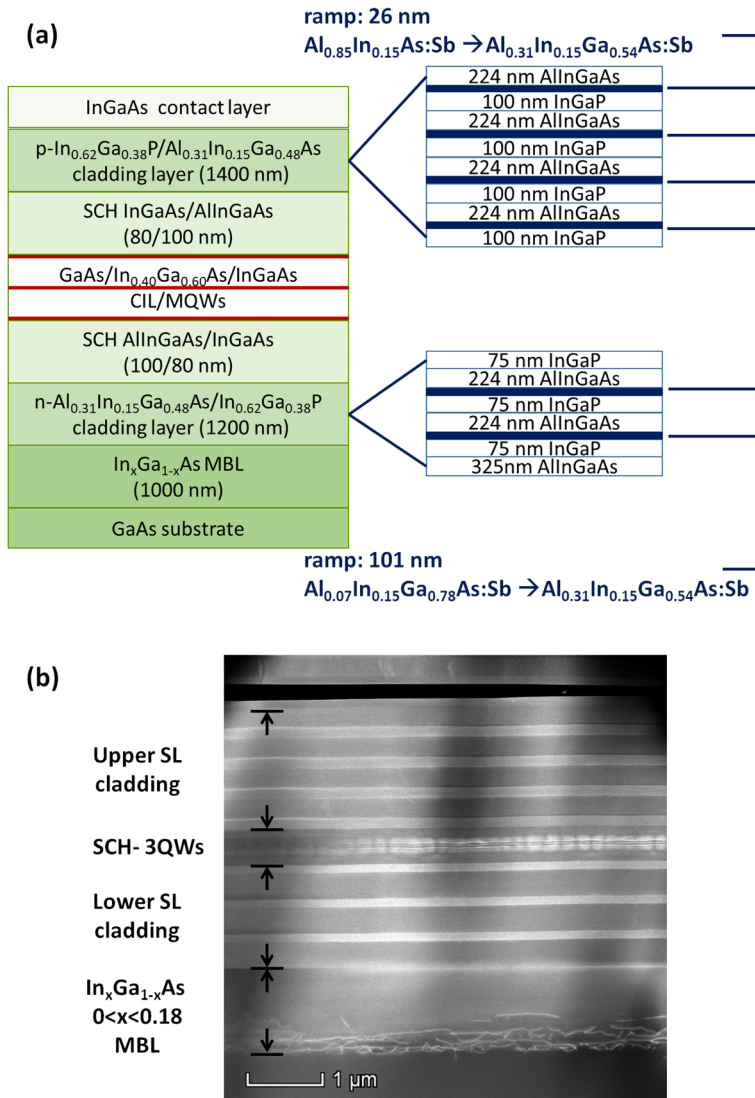 (a)
ramp: 26 nm
Al0.85In0.15As:Sb → Al0.31In0.15Ga0.54As:Sb
InGaAs contact layer
p-In0.62Ga0.38P/Al0.31In0.15Ga0.48As
cladding layer (1400 nm)
SCH InGaAs/AlInGaAs
(80/100 nm)
GaAs/In0.40Ga0.60As/InGaAs
CIL/MQWs
SCH AlInGaAs/InGaAs
(100/80 nm)
n-Al0.31In0.15Ga0.48As/In0.62Ga0.38P
cladding layer (1200 nm)
InxGa1-xAs MBL
(1000 nm)
GaAs substrate
224 nm AlInGaAs
100 nm InGaP
224 nm AlInGaAs
100 nm InGaP
224 nm AlInGaAs
100 nm InGaP
224 nm AlInGaAs
100 nm InGaP
75 nm InGaP
224 nm AlInGaAs
75 nm InGaP
224 nm AlInGaAs
75 nm InGaP
325nm AlInGaAs
ramp: 101 nm
Al0.07In0.15Ga0.78As:Sb → Al0.31In0.15Ga0.54As:Sb
(b)
Upper SL
cladding
SCH- 3QWs
Lower SL
cladding
InxGa1-xAs
0<x<0.18
MBL
1 µm